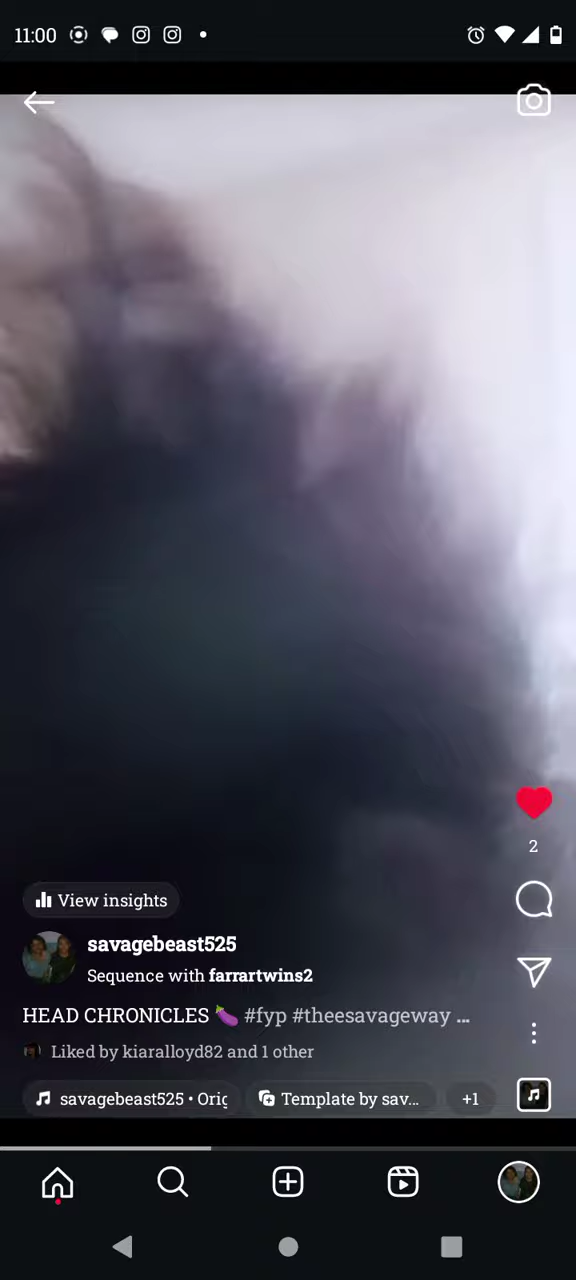 11:00
View insights
savagebeast525
Sequence with farrartwins2
HEAD CHRONICLES 🍆 #fyp #theesavageway ...
Liked by kiaralloyd82 and 1 other
savagebeast525 • Orig
Template by sav...
+1
2